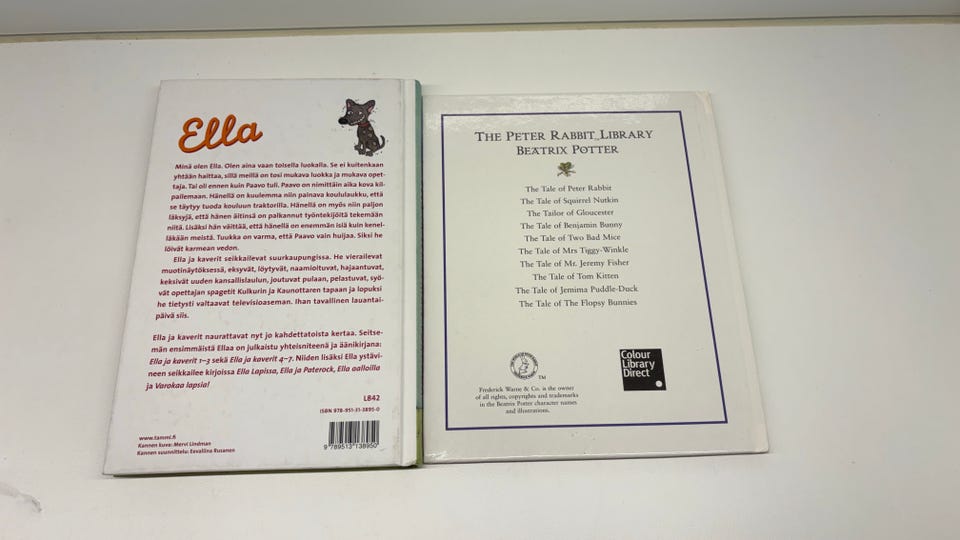 Ella
Minä olen Ella. Olen aina vaan toisella luokalla. Se ei kuitenkaan
yhtään haittaa, sillä meillä on tosi mukava luokka ja mukava opet-
taja. Tai oli ennen kuin Paavo tuli. Paavo on nimittäin aika kova kil-
pailemaan. Hänellä on kuulemma niin painava koululaukku, että
se täytyy tuoda kouluun traktorilla. Hänellä on myös niin paljon
läksyjä, että hänen äitinsä on palkannut työntekijöitä tekemään
niitä. Lisäksi hän väittää, että hänellä on enemmän isiä kuin kenel-
läkään meistä. Tuukka on varma, että Paavo vain huijaa. Siksi he
löivät karmean vedon.
Ella ja kaverit seikkailevat suurkaupungissa. He vierailevat
muotinäytöksessä, eksyvät, löytyvät, naamioituvat, hajaantuvat,
keksivät uuden kansallislaulun, joutuvat pulaan, pelastuvat, syö-
vät opettajan spagetit Kulkurin ja Kaunottaren tapaan ja lopuksi
he tietysti valtaavat televisioaseman. Ihan tavallinen lauantai-
päivä siis.
Ella ja kaverit naurattavat nyt jo kahdettatoista kertaa. Seitse-
män ensimmäistä Ellaa on julkaistu yhteisniteenä ja äänikirjana:
Ella ja kaverit 1–3 sekä Ella ja kaverit 4–7. Niiden lisäksi Ella ystävi-
neen seikkailee kirjoissa Ella Lapissa, Ella ja Paterock, Ella aalloilla
ja Varokaa lapsia!
L842
ISBN 978-951-31-3895-0
9 789513 138950
www.tammi.fi
Kannen kuva: Mervi Lindman
Kannen suunnittelu: Eevaliina Rusanen
THE PETER RABBIT LIBRARY
BEATRIX POTTER
The Tale of Peter Rabbit
The Tale of Squirrel Nutkin
The Tailor of Gloucester
The Tale of Benjamin Bunny
The Tale of Two Bad Mice
The Tale of Mrs Tiggy-Winkle
The Tale of Mr. Jeremy Fisher
The Tale of Tom Kitten
The Tale of Jemima Puddle-Duck
The Tale of The Flopsy Bunnies
TM
Frederick Warne & Co. is the owner
of all rights, copyrights and trademarks
in the Beatrix Potter character names
and illustrations.
Colour
Library
Direct